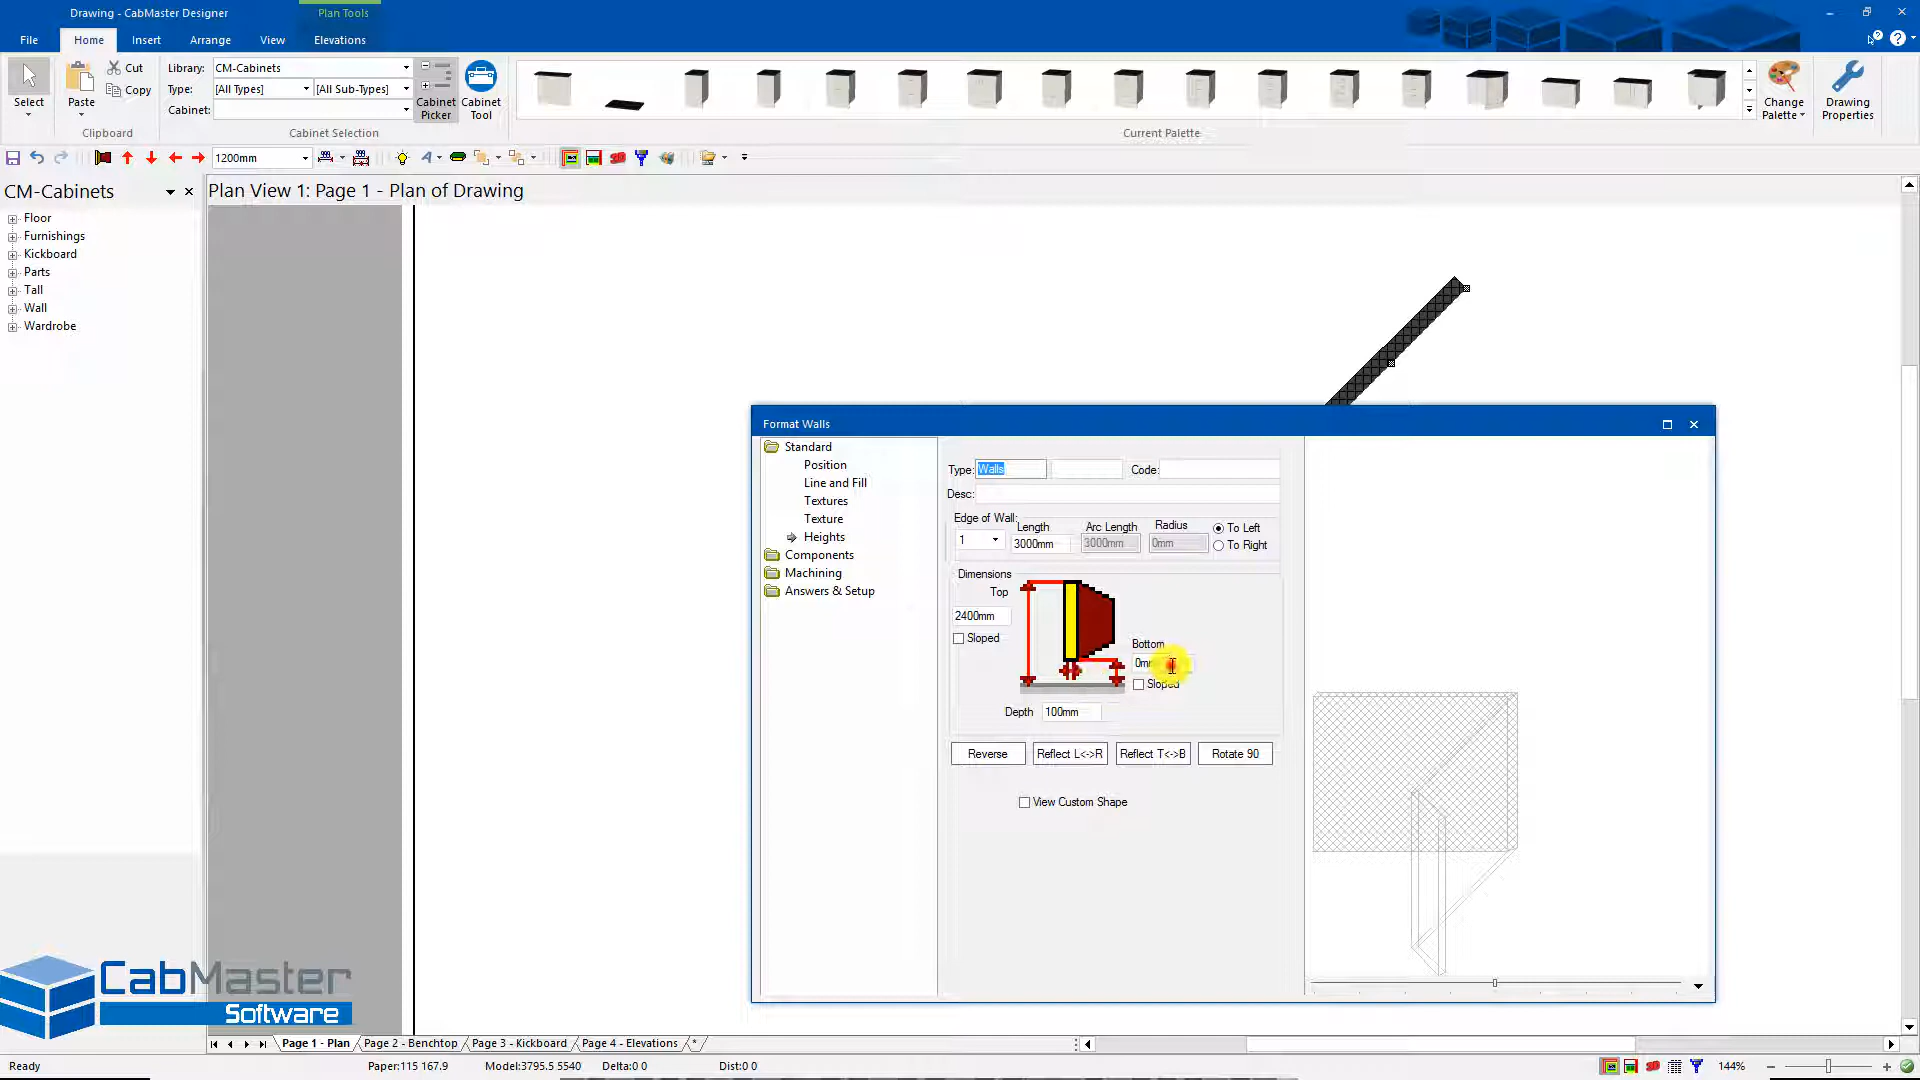 Drawing - CabMaster Designer
Plan Tools
File
Home
Insert
Arrange
View
Elevations
Select
Paste
Cut
Copy
Clipboard
Library:
CM-Cabinets
Type:
[All Types]
[All Sub-Types]
Cabinet:
Cabinet Selection
Cabinet
Picker
Cabinet
Tool
Current Palette
Change
Palette
Drawing
Properties
1200mm
CM-Cabinets
Floor
Furnishings
Kickboard
Parts
Tall
Wall
Wardrobe
Plan View 1: Page 1 - Plan of Drawing
Format Walls
Standard
Position
Line and Fill
Textures
Texture
Heights
Components
Machining
Answers & Setup
Type:
Walls
Code:
Desc:
Edge of Wall:
1
Length
3000mm
Arc Length
3000mm
Radius
0mm
To Left
To Right
Dimensions
Top
2400mm
Sloped
Bottom
0mm
Sloped
Depth
100mm
Reverse
Reflect L<->R
Reflect T<->B
Rotate 90
View Custom Shape
CabMaster
Software
Page 1 - Plan
Page 2 - Benchtop
Page 3 - Kickboard
Page 4 - Elevations
*
Ready
Paper:115 167.9
Model:3795.5 5540
Delta:0 0
Dist:0 0
144%